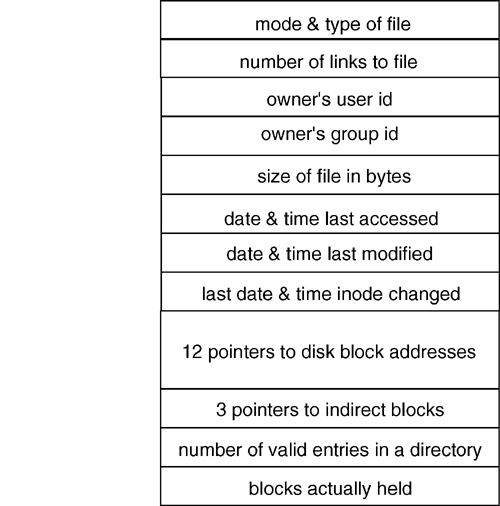 mode & type of file
number of links to file
owner's user id
owner's group id
size of file in bytes
date & time last accessed
date & time last modified
last date & time inode changed
12 pointers to disk block addresses
3 pointers to indirect blocks
number of valid entries in a directory
blocks actually held